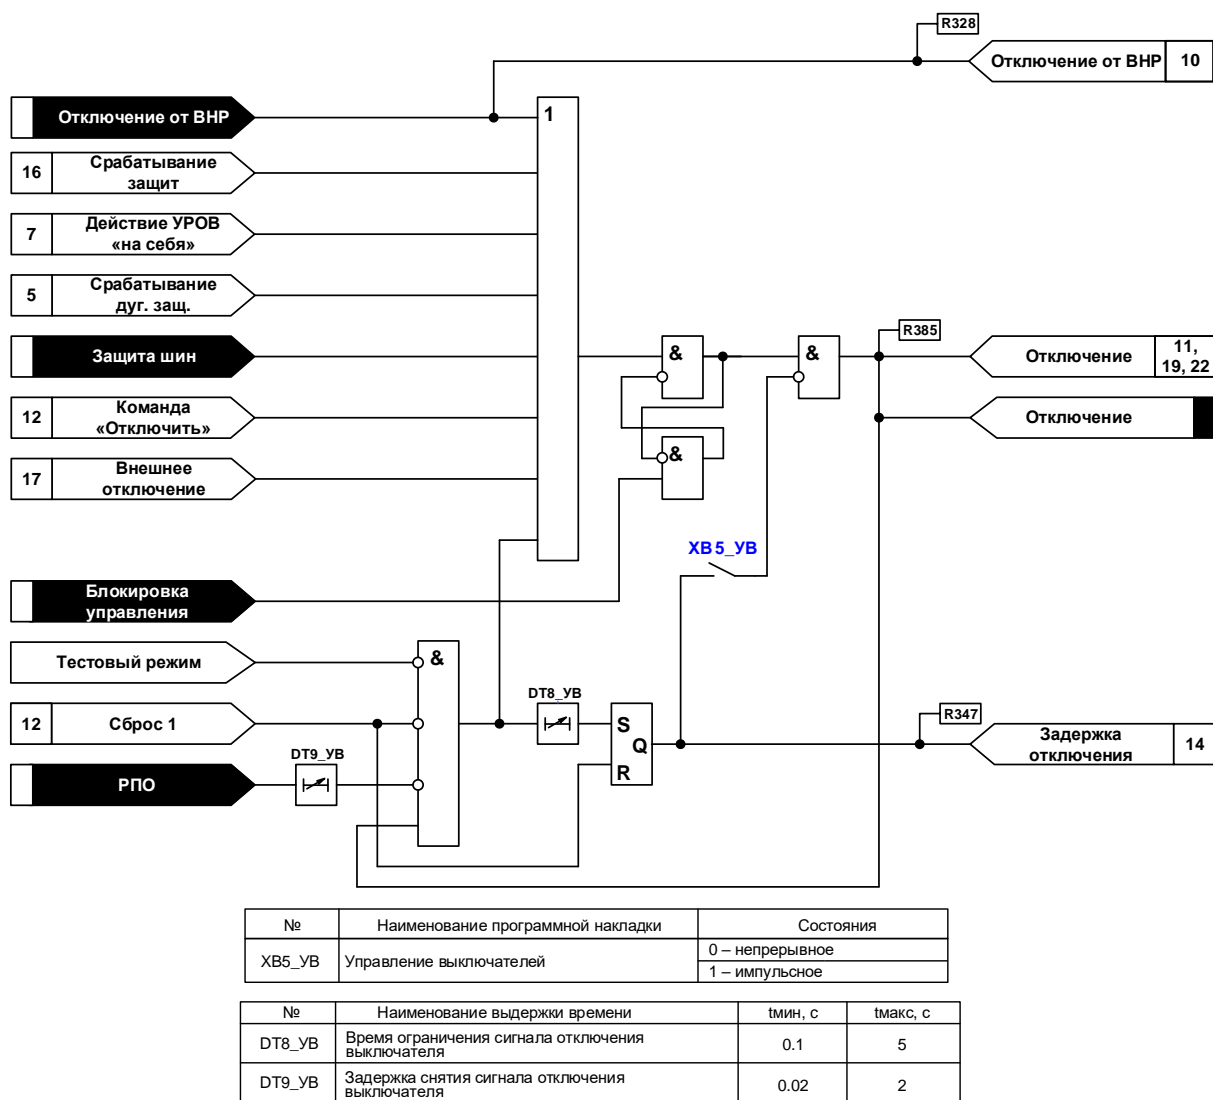 R328
Отключение от ВНР 10
Отключение от ВНР
1
16 Срабатывание
защит
7 Действие УРОВ
«на себя»
5 Срабатывание
дуг. защ.
Защита шин
&
&
R385
Отключение 11,
19, 22
Отключение
12 Команда
«Отключить»
&
17 Внешнее
отключение
XB5_УВ
Блокировка
управления
Тестовый режим
&
DT8_УВ
12 Сброс 1
S
Q
R
R347
Задержка
отключения 14
DT9_УВ
РПО
№ Наименование программной накладки Состояния
XB5_УВ Управление выключателей 0 – непрерывное
1 – импульсное
№ Наименование выдержки времени tмин, с tмакс, с
DT8_УВ Время ограничения сигнала отключения
выключателя 0.1 5
DT9_УВ Задержка снятия сигнала отключения
выключателя 0.02 2